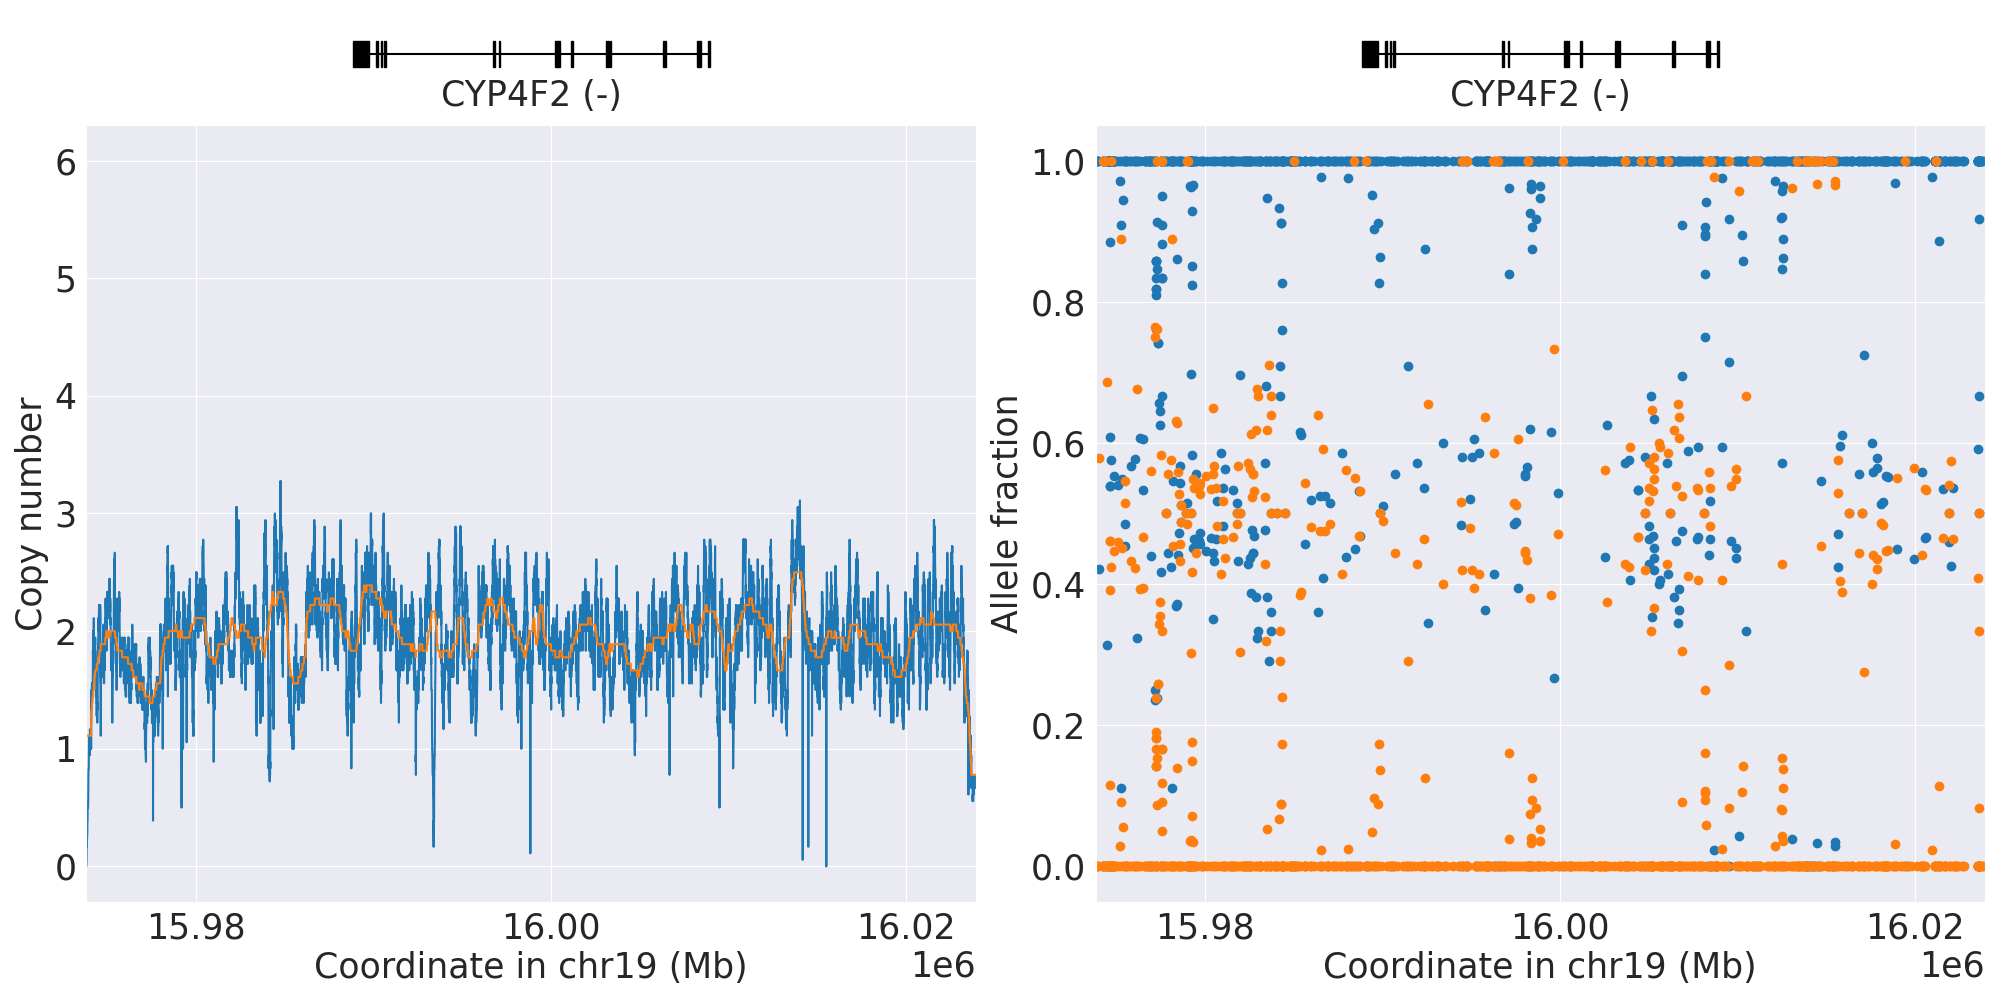 CYP4F2 (-)
Copy number
6
5
4
3
2
1
0
15.98
16.00
16.02
Coordinate in chr19 (Mb)
1e6
CYP4F2 (-)
Allele fraction
1.0
0.8
0.6
0.4
0.2
0.0
15.98
16.00
16.02
Coordinate in chr19 (Mb)
1e6